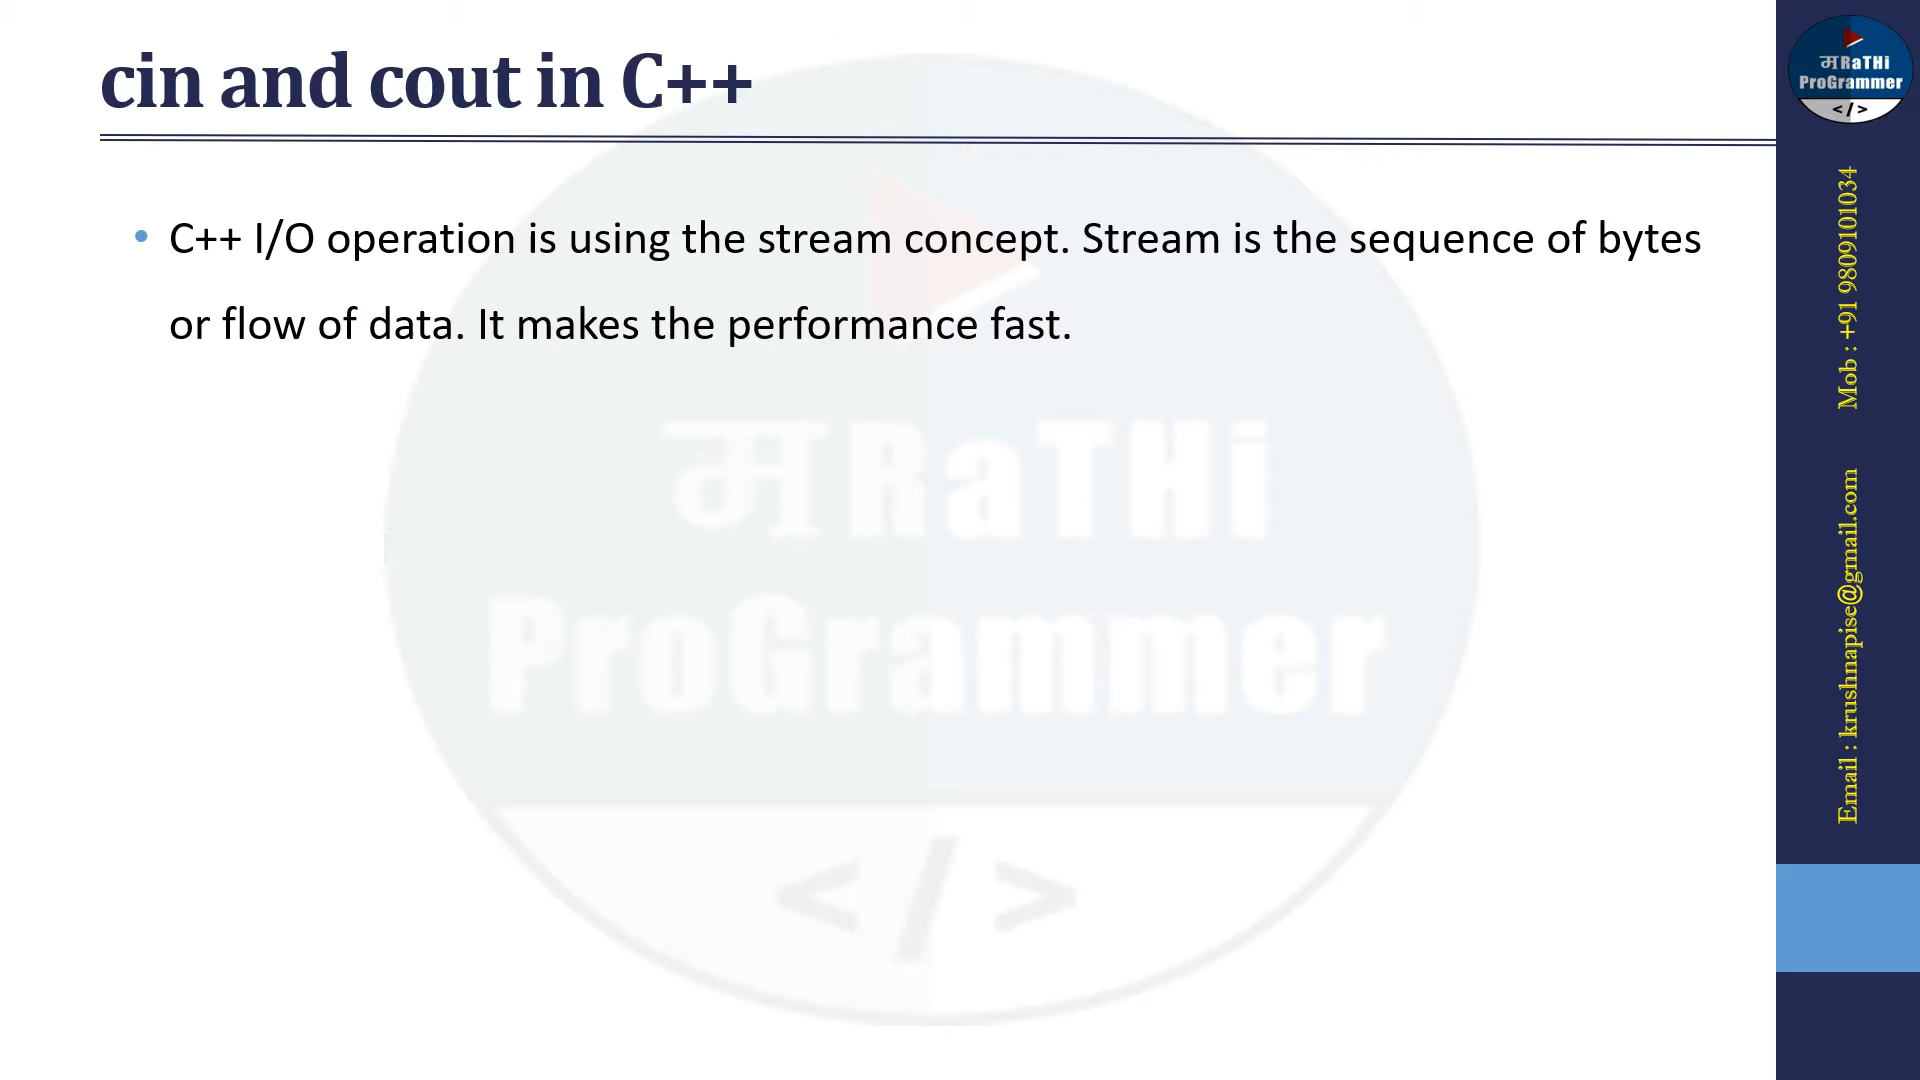 cin and cout in C++
• C++ I/O operation is using the stream concept. Stream is the sequence of bytes
or flow of data. It makes the performance fast.
मRaTHi
ProGrammer
</>
मRaTHi
ProGrammer
</>
Mob : +91 9809101034
Email : krushnapise@gmail.com